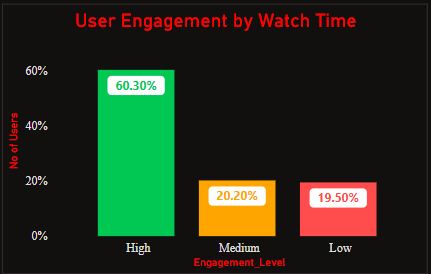 User Engagement by Watch Time
No of Users
60%
40%
20%
0%
60.30%
20.20%
19.50%
High
Medium
Low
Engagement_Level